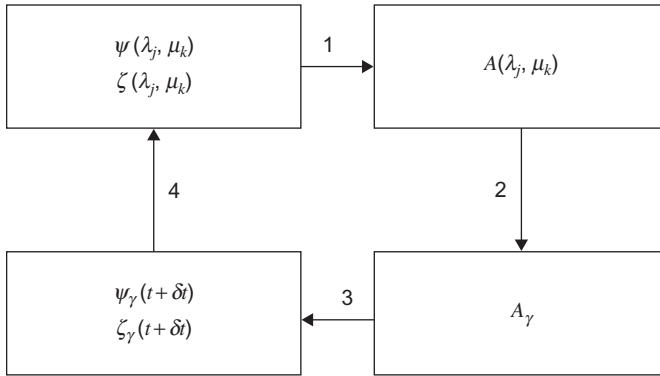 ψ(λ_j, μ_k)
ζ(λ_j, μ_k)
1
A(λ_j, μ_k)
4
2
ψ_γ(t+δt)
ζ_γ(t+δt)
3
A_γ